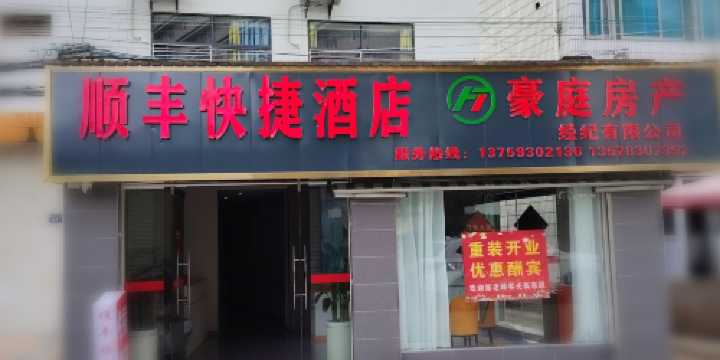 顺丰快捷酒店
豪庭房产
经纪有限公司
服务热线：13759302136
重装开业
优惠酬宾